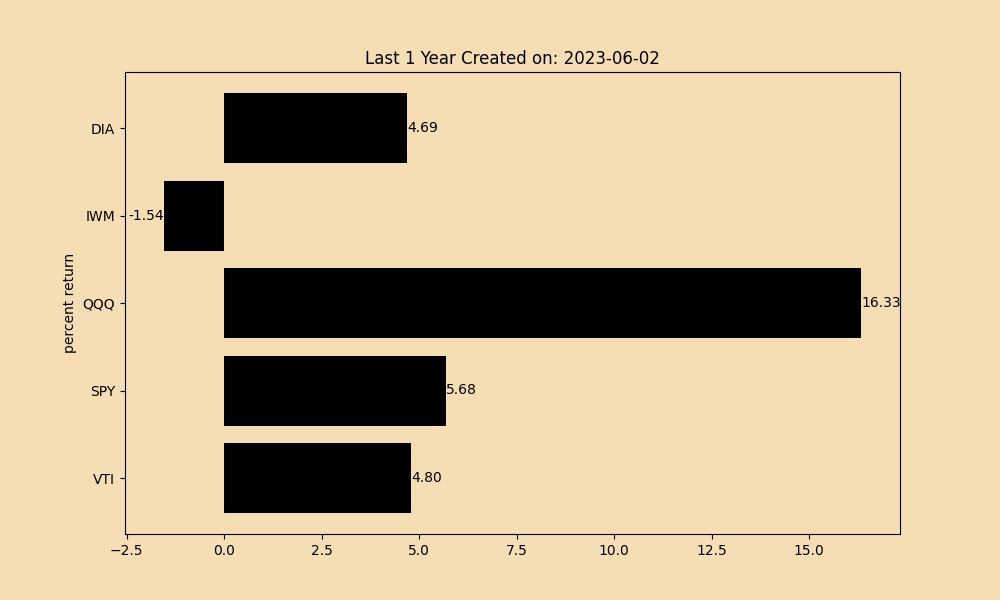 Last 1 Year Created on: 2023-06-02
percent return
DIA
4.69
IWM
-1.54
QQQ
16.33
SPY
5.68
VTI
4.80
−2.5 0.0 2.5 5.0 7.5 10.0 12.5 15.0